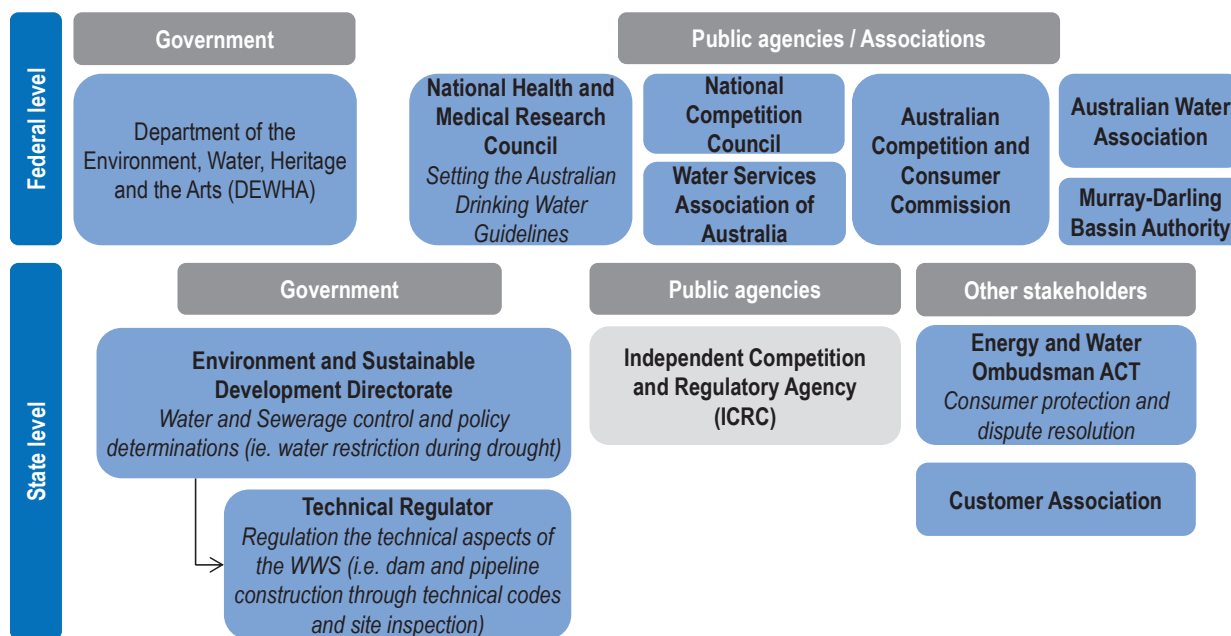 Federal level
Government
Public agencies / Associations
Department of the
Environment, Water, Heritage
and the Arts (DEWHA)
National Health and
Medical Research
Council
Setting the Australian
Drinking Water
Guidelines
National
Competition
Council
Water Services
Association of
Australia
Australian
Competition and
Consumer
Commission
Australian Water
Association
Murray-Darling
Bassin Authority
State level
Government
Public agencies
Other stakeholders
Environment and Sustainable
Development Directorate
Water and Sewerage control and policy
determinations (ie. water restriction during drought)
Technical Regulator
Regulation the technical aspects of
the WWS (i.e. dam and pipeline
construction through technical codes
and site inspection)
Independent Competition
and Regulatory Agency
(ICRC)
Energy and Water
Ombudsman ACT
Consumer protection and
dispute resolution
Customer Association